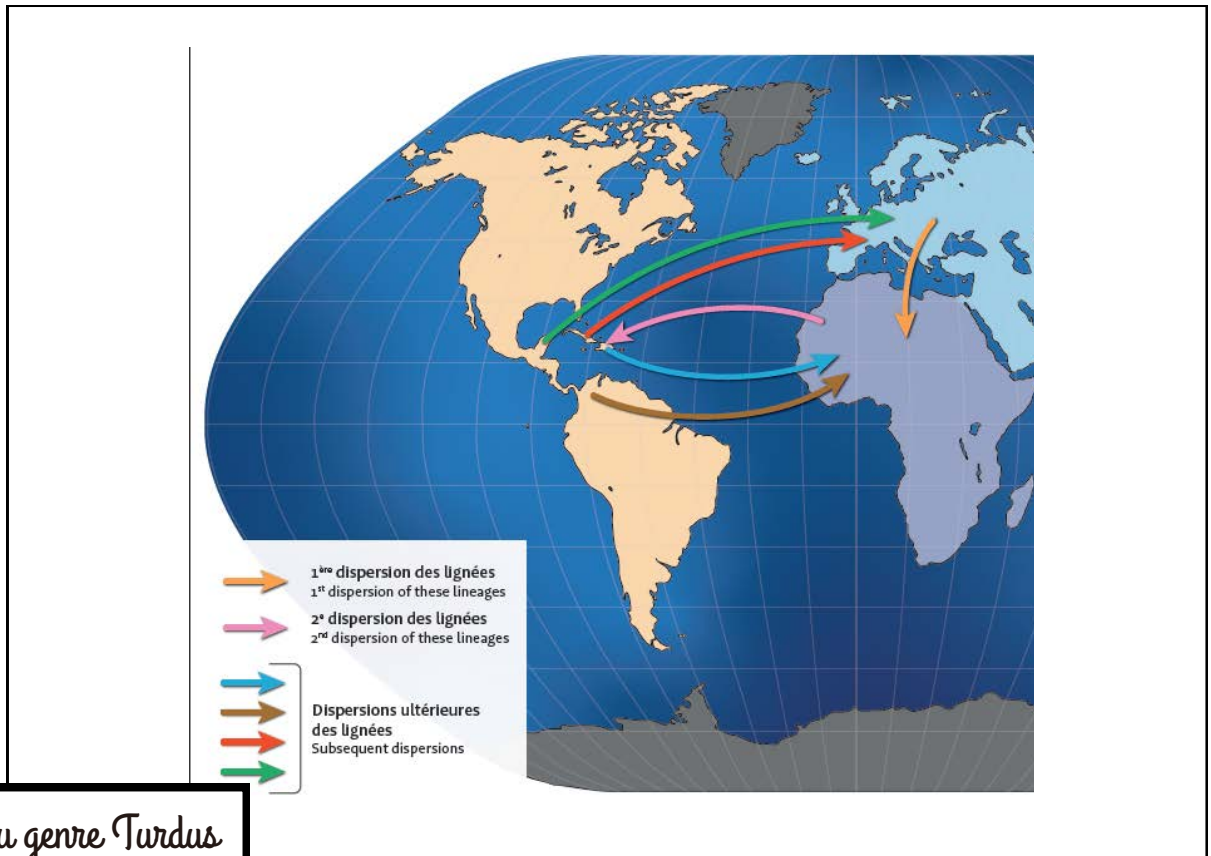 1ère dispersion des lignées
1st dispersion of these lineages
2e dispersion des lignées
2nd dispersion of these lineages
Dispersions ultérieures
des lignées
Subsequent dispersions
genre Turdus